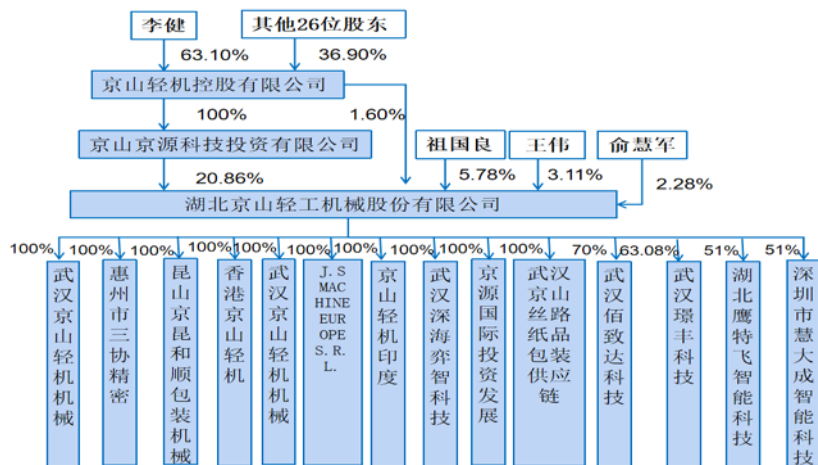 李健
其他26位股东
63.10%
36.90%
京山轻机控股有限公司
100%
1.60%
京山京源科技投资有限公司
祖国良
王伟
俞慧军
20.86%
5.78%
3.11%
2.28%
湖北京山轻工机械股份有限公司
100%
100%
100%
100%
100%
100%
100%
100%
100%
100%
70%
63.08%
51%
51%
武汉京山轻机机械
惠州市三协精密
昆山京昆和顺包装机械
香港京山轻机
武汉京山轻机机械
J.S
MAC
HINE
EUR
OPE
S.R.
L.
京山轻机印度
武汉深海弈智科技
京源国际投资发展
武汉
京山
丝路
纸品
包装
供应
链
武汉佰致达科技
武汉璟丰科技
湖北鹰特飞智能科技
深圳市慧大成智能科技